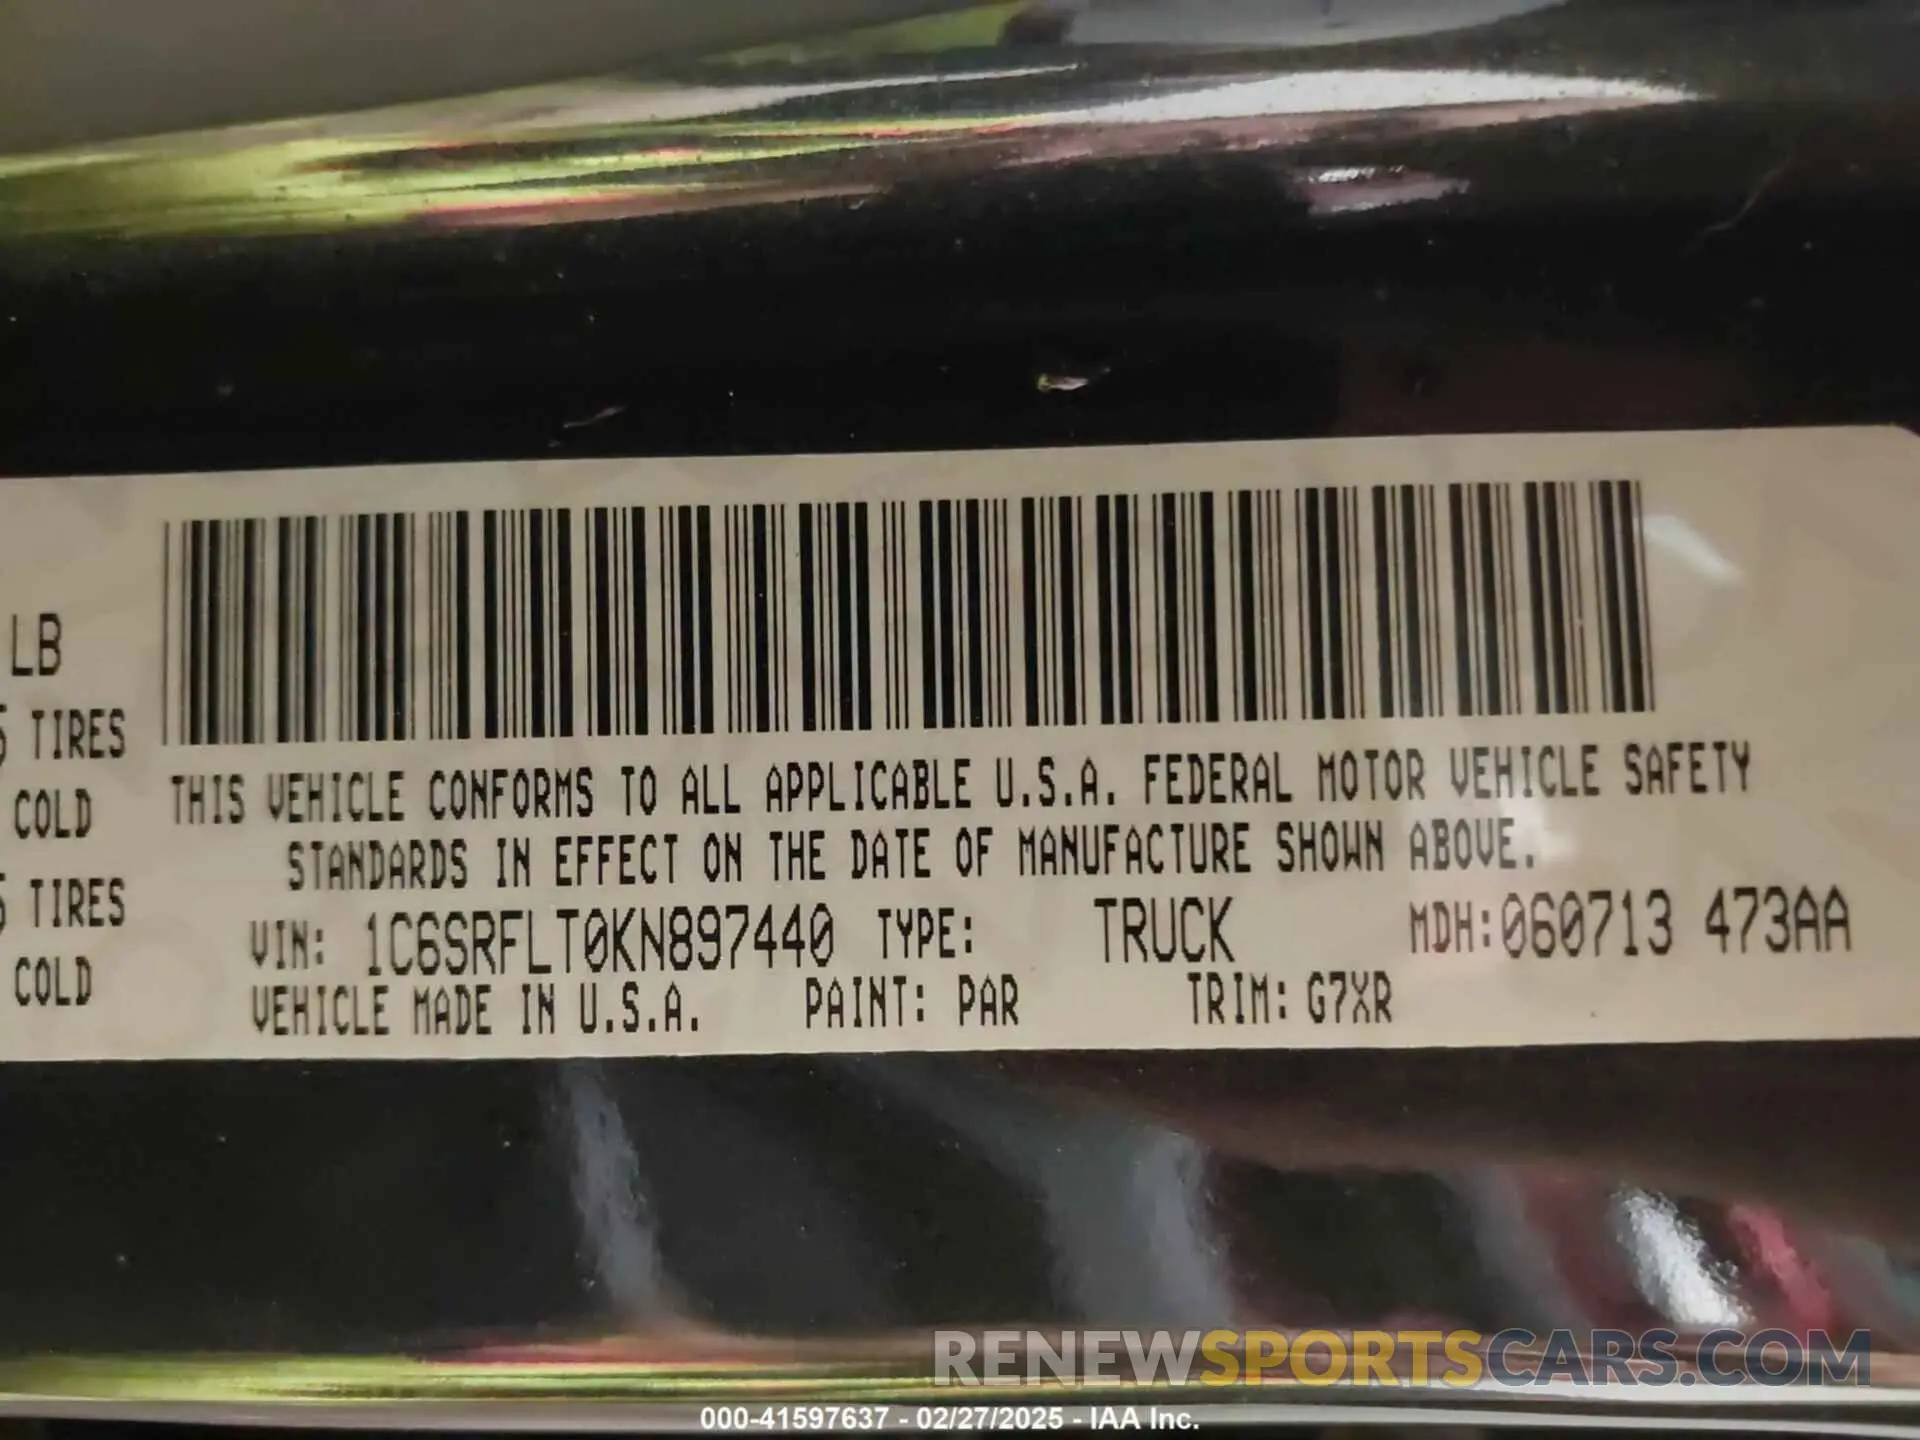 LB
5 TIRES
COLD
5 TIRES
COLD
THIS VEHICLE CONFORMS TO ALL APPLICABLE U.S.A. FEDERAL MOTOR VEHICLE SAFETY
STANDARDS IN EFFECT ON THE DATE OF MANUFACTURE SHOWN ABOVE.
VIN: 1C6SRFLT0KN897440 TYPE: TRUCK MDH:060713 473AA
VEHICLE MADE IN U.S.A. PAINT: PAR TRIM: G7XR
RENEWSPORTSCARS.COM
000-41597637 - 02/27/2025 - IAA Inc.